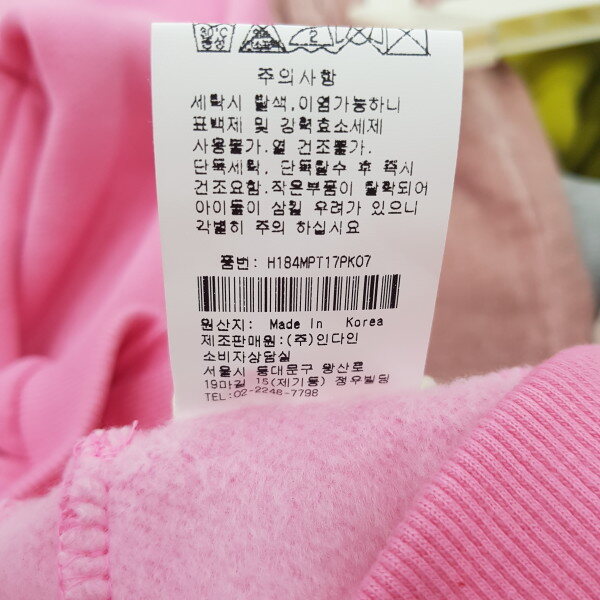 30°C
중성
2
주의사항
세탁시 탈색.이염가능하니
표백제 및 강력효소세제
사용불가.열 건조불가.
단독세탁, 단독탈수 후 즉시
건조요함.작은부품이 탈락되어
아이들이 삼킬 우려가 있으니
각별히 주의 하십시요
품번: H184MPT17PK07
원산지: Made In Korea
제조판매원:(주)인다인
소비자상담실
서울시 동대문구 왕산로
19마길 15(제기동) 정우빌딩
TEL:02-2248-7798